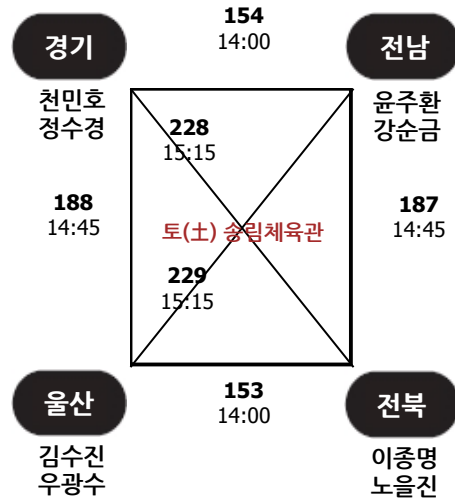 154
14:00
경기
전남
천민호
정수경
윤주환
강순금
228
15:15
188
14:45
187
14:45
토(土) 송림체육관
229
15:15
울산
153
14:00
전북
김수진
우광수
이종명
노을진